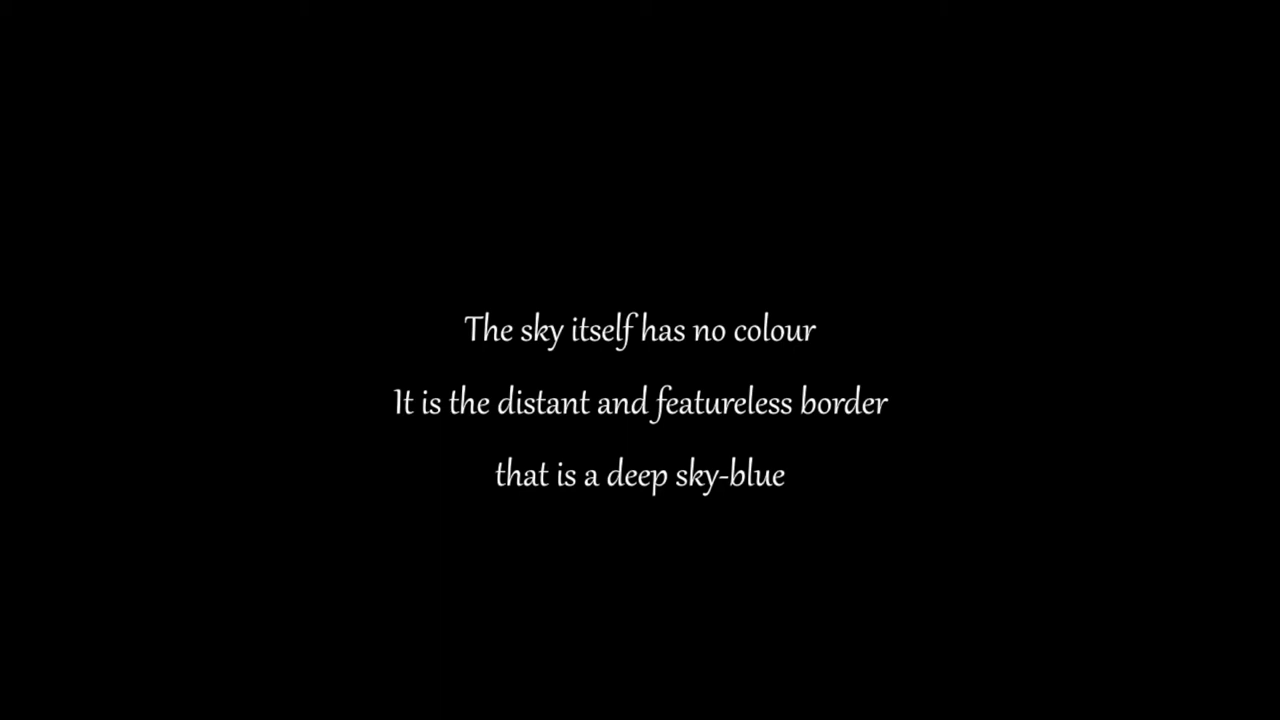 The sky itself has no colour
It is the distant and featureless border
that is a deep sky-blue